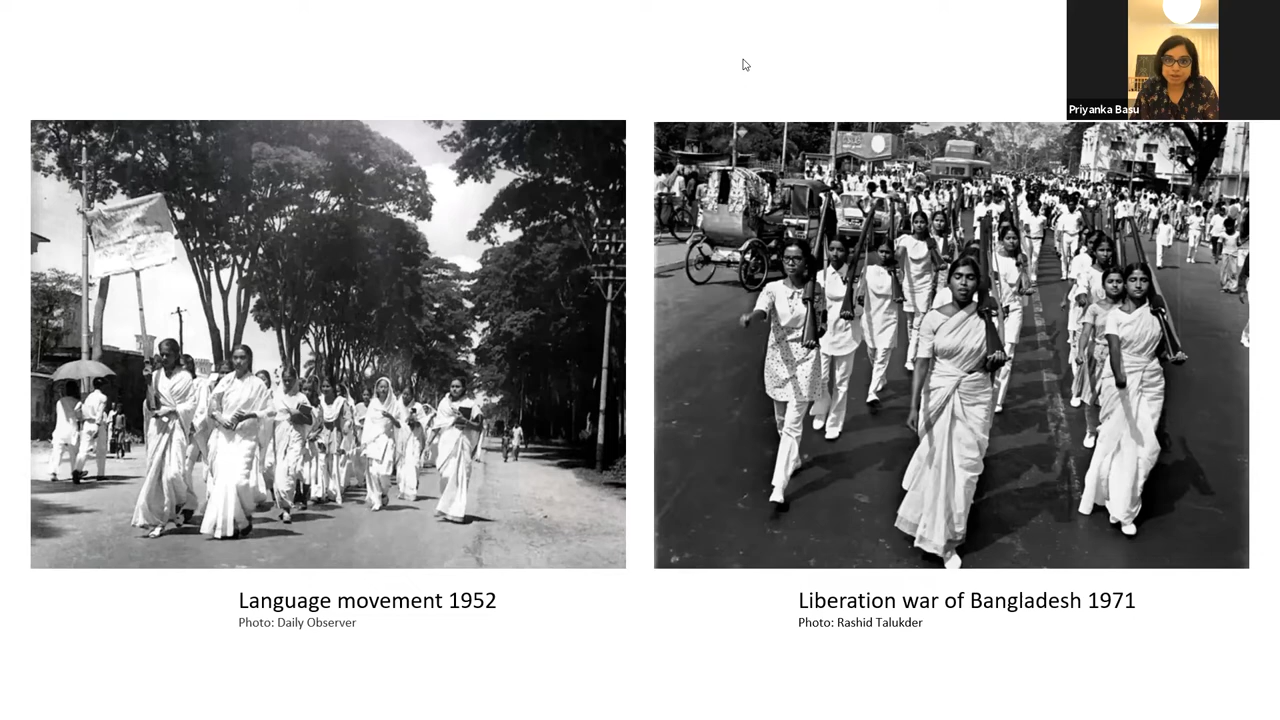 Priyanka Basu
Language movement 1952
Photo: Daily Observer
Liberation war of Bangladesh 1971
Photo: Rashid Talukder